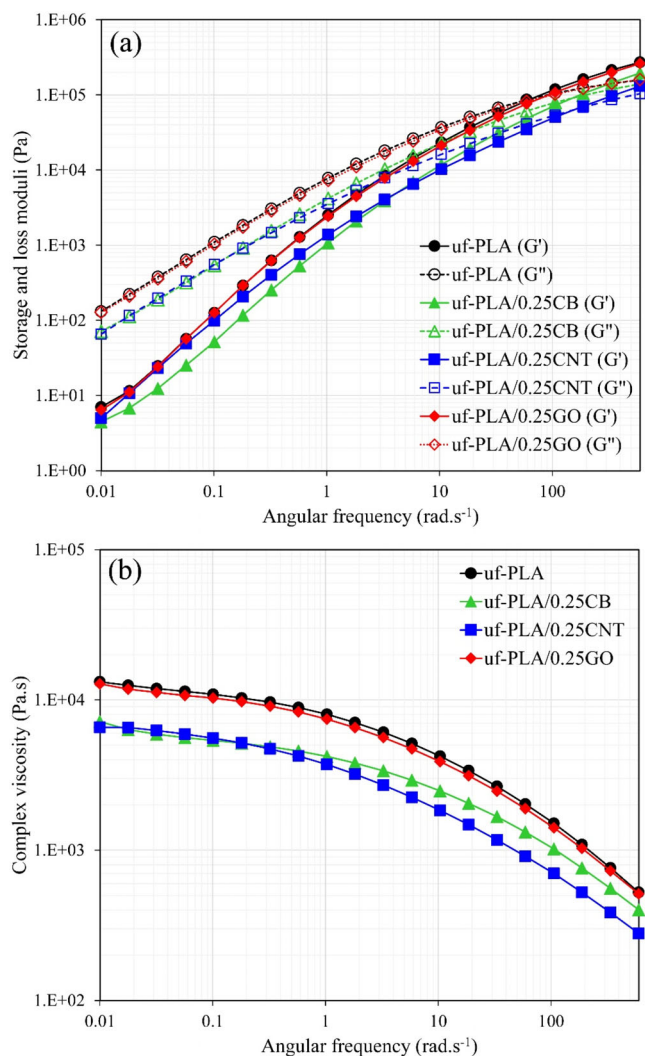 (a)
1.E+06
1.E+05
1.E+04
1.E+03
1.E+02
1.E+01
1.E+00
Storage and loss moduli (Pa)
uf-PLA (G')
uf-PLA (G")
uf-PLA/0.25CB (G')
uf-PLA/0.25CB (G")
uf-PLA/0.25CNT (G')
uf-PLA/0.25CNT (G")
uf-PLA/0.25GO (G')
uf-PLA/0.25GO (G")
0.01 0.1 1 10 100
Angular frequency (rad.s⁻¹)
(b)
1.E+05
1.E+04
1.E+03
1.E+02
Complex viscosity (Pa.s)
uf-PLA
uf-PLA/0.25CB
uf-PLA/0.25CNT
uf-PLA/0.25GO
0.01 0.1 1 10 100
Angular frequency (rad.s⁻¹)